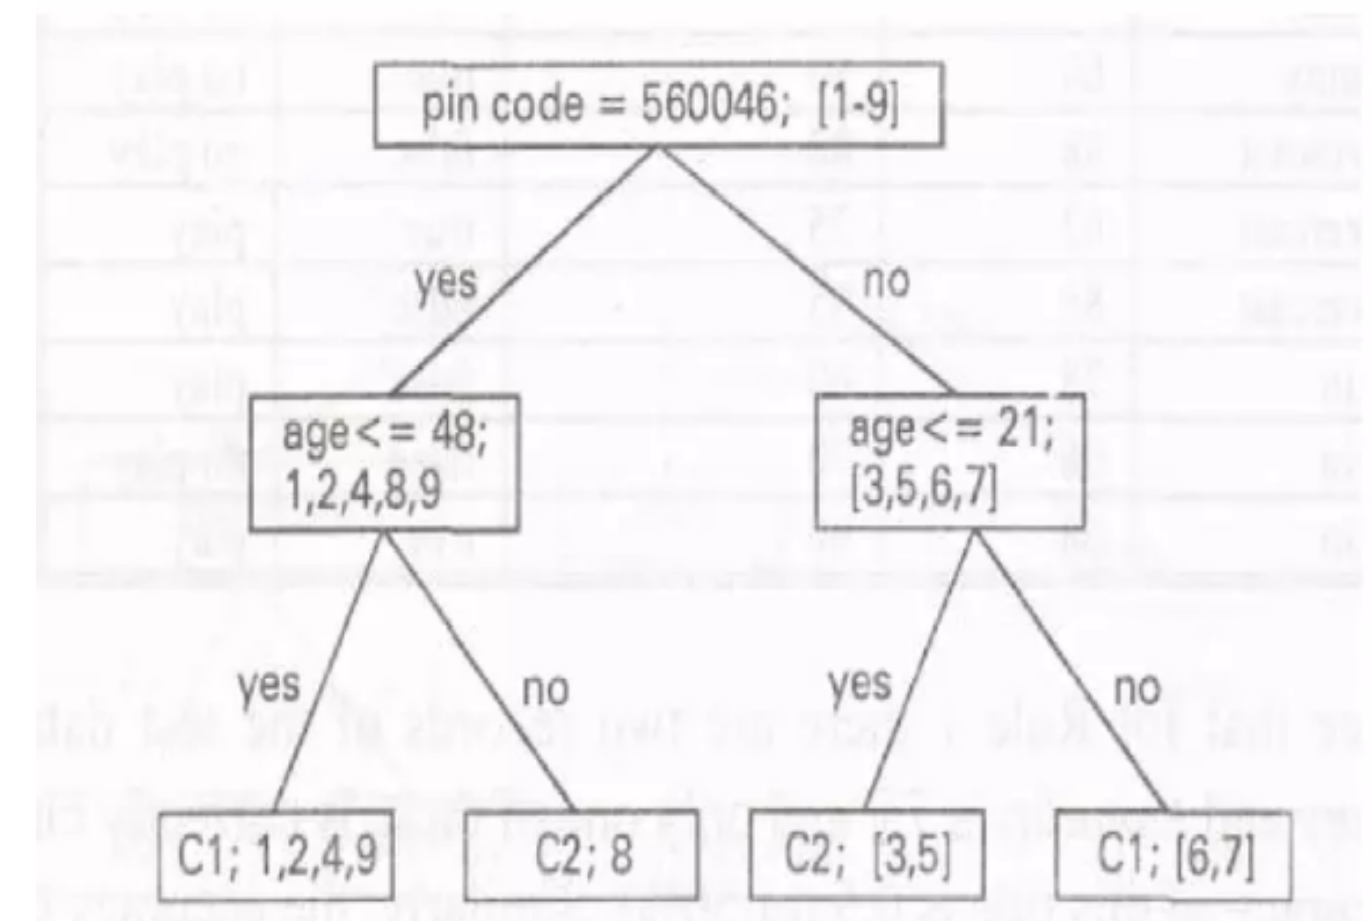 pin code = 560046; [1-9]
yes
no
age<= 48;
1,2,4,8,9
age<= 21;
[3,5,6,7]
yes
no
yes
no
C1; 1,2,4,9
C2; 8
C2; [3,5]
C1; [6,7]